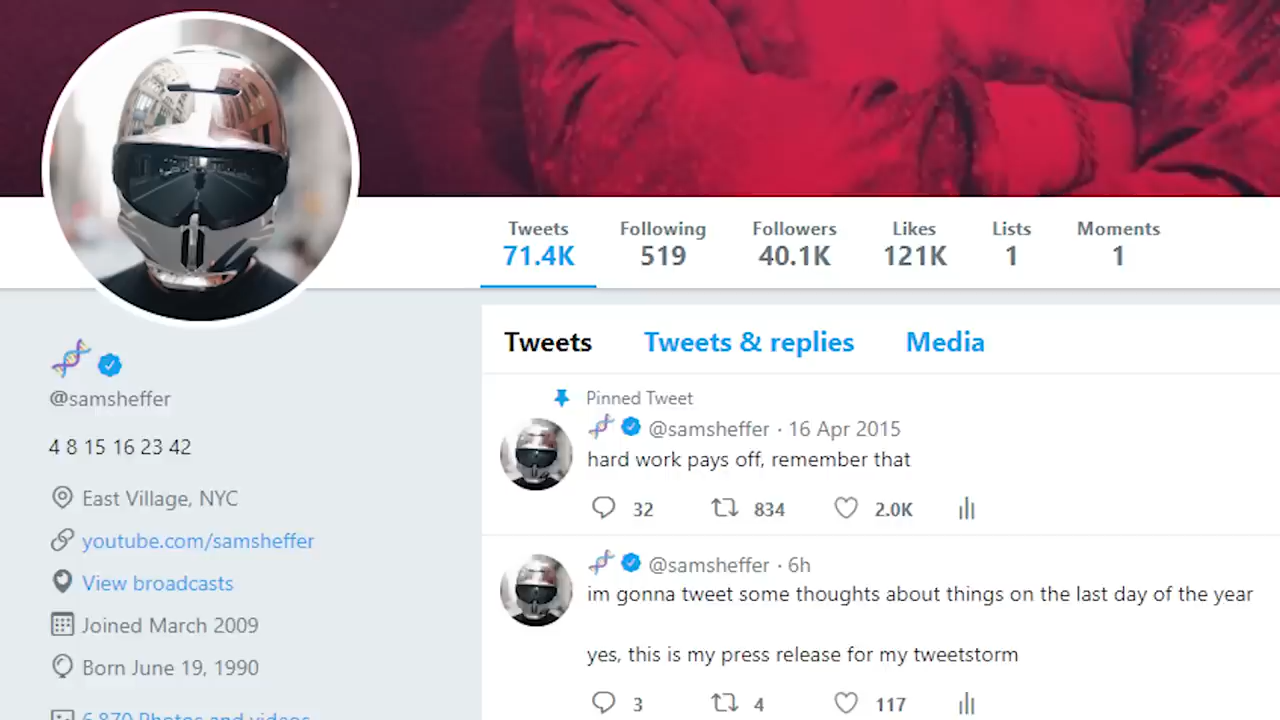 Tweets Following Followers Likes Lists Moments
71.4K 519 40.1K 121K 1 1
@samsheffer
4 8 15 16 23 42
East Village, NYC
youtube.com/samsheffer
View broadcasts
Joined March 2009
Born June 19, 1990
6,870 Photos and videos
Tweets Tweets & replies Media
Pinned Tweet
@samsheffer · 16 Apr 2015
hard work pays off, remember that
32 834 2.0K
@samsheffer · 6h
im gonna tweet some thoughts about things on the last day of the year
yes, this is my press release for my tweetstorm
3 4 117